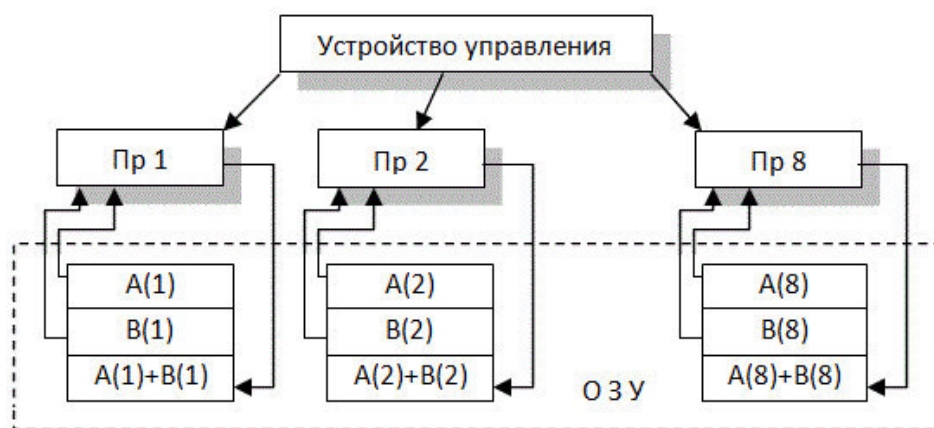 Устройство управления
Пр 1
Пр 2
Пр 8
А(1)
А(2)
А(8)
В(1)
В(2)
В(8)
А(1)+В(1)
А(2)+В(2)
А(8)+В(8)
О З У